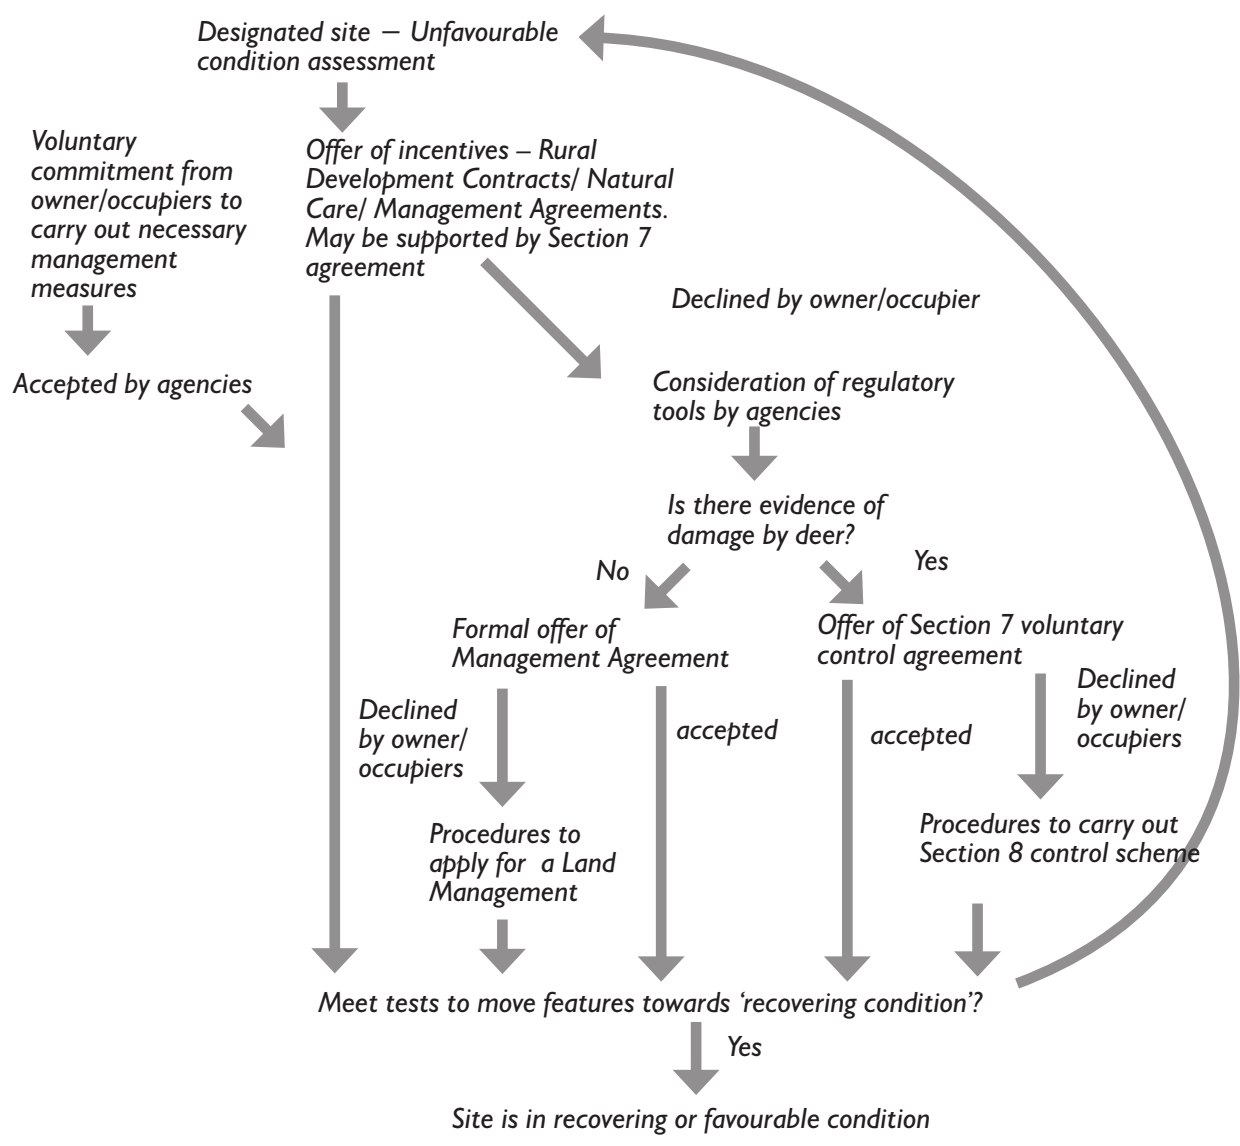 Designated site – Unfavourable
condition assessment
Voluntary
commitment from
owner/occupiers to
carry out necessary
management
measures
Offer of incentives – Rural
Development Contracts/ Natural
Care/ Management Agreements.
May be supported by Section 7
agreement
Declined by owner/occupier
Accepted by agencies
Consideration of regulatory
tools by agencies
Is there evidence of
damage by deer?
No
Yes
Formal offer of
Management Agreement
Offer of Section 7 voluntary
control agreement
Declined
by owner/
occupiers
accepted
accepted
Declined
by owner/
occupiers
Procedures to
apply for a Land
Management
Procedures to carry out
Section 8 control scheme
Meet tests to move features towards ‘recovering condition’?
Yes
Site is in recovering or favourable condition